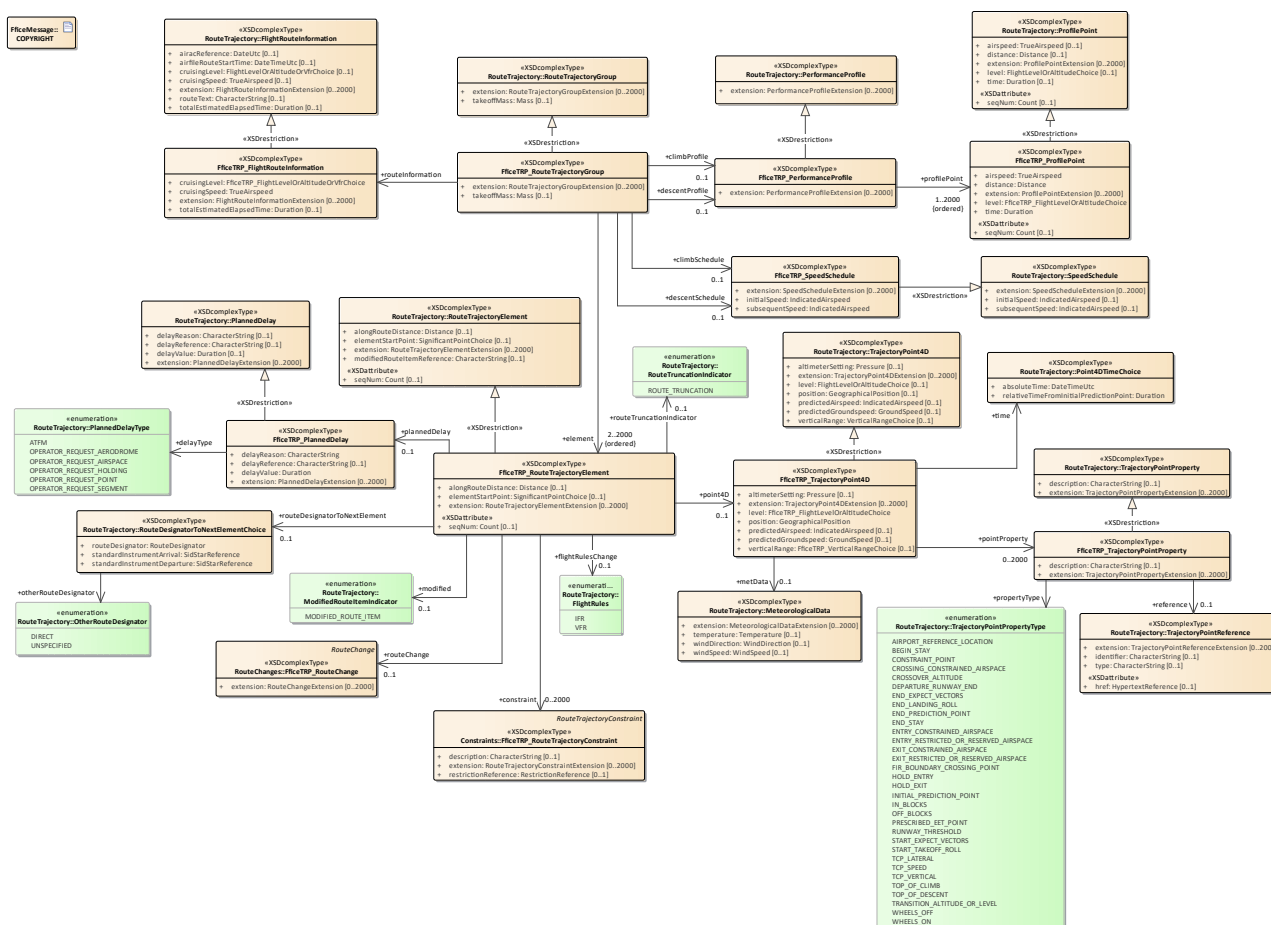 FficeMessage::
COPYRIGHT
«XSDcomplexType»
RouteTrajectory::FlightRouteInformation
+ airacReference: DateUtc [0..1]
+ airfileRouteStartTime: DateTimeUtc [0..1]
+ cruisingLevel: FlightLevelOrAltitudeOrVfrChoice [0..1]
+ cruisingSpeed: TrueAirspeed [0..1]
+ extension: FlightRouteInformationExtension [0..2000]
+ routeText: CharacterString [0..1]
+ totalEstimatedElapsedTime: Duration [0..1]
«XSDcomplexType»
RouteTrajectory::RouteTrajectoryGroup
+ extension: RouteTrajectoryGroupExtension [0..2000]
+ takeoffMass: Mass [0..1]
«XSDcomplexType»
RouteTrajectory::PerformanceProfile
+ extension: PerformanceProfileExtension [0..2000]
«XSDcomplexType»
RouteTrajectory::ProfilePoint
+ airspeed: TrueAirspeed [0..1]
+ distance: Distance [0..1]
+ extension: ProfilePointExtension [0..2000]
+ level: FlightLevelOrAltitudeChoice [0..1]
+ time: Duration [0..1]
«XSDattribute»
+ seqNum: Count [0..1]
«XSDrestriction»
«XSDrestriction»
«XSDrestriction»
«XSDrestriction»
«XSDcomplexType»
FficeTRP_FlightRouteInformation
+ cruisingLevel: FficeTRP_FlightLevelOrAltitudeOrVfrChoice
+ cruisingSpeed: TrueAirspeed
+ extension: FlightRouteInformationExtension [0..2000]
+ totalEstimatedElapsedTime: Duration [0..1]
+routeInformation
«XSDcomplexType»
FficeTRP_RouteTrajectoryGroup
+ extension: RouteTrajectoryGroupExtension [0..2000]
+ takeoffMass: Mass [0..1]
+climbProfile
0..1
+descentProfile
0..1
«XSDcomplexType»
FficeTRP_PerformanceProfile
+ extension: PerformanceProfileExtension [0..2000]
+profilePoint
1..2000
{ordered}
«XSDcomplexType»
FficeTRP_ProfilePoint
+ airspeed: TrueAirspeed
+ distance: Distance
+ extension: ProfilePointExtension [0..2000]
+ level: FficeTRP_FlightLevelOrAltitudeChoice
+ time: Duration
«XSDattribute»
+ seqNum: Count [0..1]
+climbSchedule
0..1
+descentSchedule
0..1
«XSDcomplexType»
FficeTRP_SpeedSchedule
+ extension: SpeedScheduleExtension [0..2000]
+ initialSpeed: IndicatedAirspeed
+ subsequentSpeed: IndicatedAirspeed
«XSDrestriction»
«XSDcomplexType»
RouteTrajectory::SpeedSchedule
+ extension: SpeedScheduleExtension [0..2000]
+ initialSpeed: IndicatedAirspeed [0..1]
+ subsequentSpeed: IndicatedAirspeed [0..1]
«XSDcomplexType»
RouteTrajectory::PlannedDelay
+ delayReason: CharacterString [0..1]
+ delayReference: CharacterString [0..1]
+ delayValue: Duration [0..1]
+ extension: PlannedDelayExtension [0..2000]
«XSDcomplexType»
RouteTrajectory::RouteTrajectoryElement
+ alongRouteDistance: Distance [0..1]
+ elementStartPoint: SignificantPointChoice [0..1]
+ extension: RouteTrajectoryElementExtension [0..2000]
+ modifiedRouteItemReference: CharacterString [0..1]
«XSDattribute»
+ seqNum: Count [0..1]
«enumeration»
RouteTrajectory::
RouteTruncationIndicator
ROUTE_TRUNCATION
0..1
+routeTruncationIndicator
«XSDcomplexType»
RouteTrajectory::TrajectoryPoint4D
+ altimeterSetting: Pressure [0..1]
+ extension: TrajectoryPoint4DExtension [0..2000]
+ level: FlightLevelOrAltitudeChoice [0..1]
+ position: GeographicalPosition [0..1]
+ predictedAirspeed: IndicatedAirspeed [0..1]
+ predictedGroundspeed: GroundSpeed [0..1]
+ verticalRange: VerticalRangeChoice [0..1]
«XSDcomplexType»
RouteTrajectory::Point4DTimeChoice
+ absoluteTime: DateTimeUtc
+ relativeTimeFromInitialPredictionPoint: Duration
+time
«XSDrestriction»
«XSDrestriction»
«XSDrestriction»
«enumeration»
RouteTrajectory::PlannedDelayType
ATFM
OPERATOR_REQUEST_AERODROME
OPERATOR_REQUEST_AIRSPACE
OPERATOR_REQUEST_HOLDING
OPERATOR_REQUEST_POINT
OPERATOR_REQUEST_SEGMENT
+delayType
«XSDcomplexType»
FficeTRP_PlannedDelay
+ delayReason: CharacterString
+ delayReference: CharacterString [0..1]
+ delayValue: Duration
+ extension: PlannedDelayExtension [0..2000]
+plannedDelay
0..1
+element
2..2000
{ordered}
«XSDcomplexType»
FficeTRP_RouteTrajectoryElement
+ alongRouteDistance: Distance [0..1]
+ elementStartPoint: SignificantPointChoice [0..1]
+ extension: RouteTrajectoryElementExtension [0..2000]
«XSDattribute»
+ seqNum: Count [0..1]
+point4D
0..1
«XSDcomplexType»
FficeTRP_TrajectoryPoint4D
+ altimeterSetting: Pressure [0..1]
+ extension: TrajectoryPoint4DExtension [0..2000]
+ level: FficeTRP_FlightLevelOrAltitudeChoice
+ position: GeographicalPosition
+ predictedAirspeed: IndicatedAirspeed [0..1]
+ predictedGroundspeed: GroundSpeed [0..1]
+ verticalRange: FficeTRP_VerticalRangeChoice [0..1]
«XSDcomplexType»
RouteTrajectory::TrajectoryPointProperty
+ description: CharacterString [0..1]
+ extension: TrajectoryPointPropertyExtension [0..2000]
«XSDrestriction»
+pointProperty
0..2000
«XSDcomplexType»
FficeTRP_TrajectoryPointProperty
+ description: CharacterString [0..1]
+ extension: TrajectoryPointPropertyExtension [0..2000]
«XSDcomplexType»
RouteTrajectory::RouteDesignatorToNextElementChoice
+ routeDesignator: RouteDesignator
+ standardInstrumentArrival: SidStarReference
+ standardInstrumentDeparture: SidStarReference
+routeDesignatorToNextElement
0..1
+otherRouteDesignator
«enumeration»
RouteTrajectory::OtherRouteDesignator
DIRECT
UNSPECIFIED
«enumeration»
RouteTrajectory::
ModifiedRouteItemIndicator
MODIFIED_ROUTE_ITEM
+modified
0..1
+flightRulesChange
0..1
«enumerati...
RouteTrajectory::
FlightRules
IFR
VFR
+metData 0..1
«XSDcomplexType»
RouteTrajectory::MeteorologicalData
+ extension: MeteorologicalDataExtension [0..2000]
+ temperature: Temperature [0..1]
+ windDirection: WindDirection [0..1]
+ windSpeed: WindSpeed [0..1]
+propertyType
«enumeration»
RouteTrajectory::TrajectoryPointPropertyType
AIRPORT_REFERENCE_LOCATION
BEGIN_STAY
CONSTRAINT_POINT
CROSSING_CONSTRAINED_AIRSPACE
CROSSOVER_ALTITUDE
DEPARTURE_RUNWAY_END
END_EXPECT_VECTORS
END_LANDING_ROLL
END_PREDICTION_POINT
END_STAY
ENTRY_CONSTRAINED_AIRSPACE
ENTRY_RESTRICTED_OR_RESERVED_AIRSPACE
EXIT_CONSTRAINED_AIRSPACE
EXIT_RESTRICTED_OR_RESERVED_AIRSPACE
FIR_BOUNDARY_CROSSING_POINT
HOLD_ENTRY
HOLD_EXIT
INITIAL_PREDICTION_POINT
IN_BLOCKS
OFF_BLOCKS
PRESCRIBED_EET_POINT
RUNWAY_THRESHOLD
START_EXPECT_VECTORS
START_TAKEOFF_ROLL
TCP_LATERAL
TCP_SPEED
TCP_VERTICAL
TOP_OF_CLIMB
TOP_OF_DESCENT
TRANSITION_ALTITUDE_OR_LEVEL
WHEELS_OFF
WHEELS_ON
+reference 0..1
«XSDcomplexType»
RouteTrajectory::TrajectoryPointReference
+ extension: TrajectoryPointReferenceExtension [0..2000]
+ identifier: CharacterString [0..1]
+ type: CharacterString [0..1]
«XSDattribute»
+ href: HypertextReference [0..1]
RouteChange
«XSDcomplexType»
RouteChanges::FficeTRP_RouteChange
+ extension: RouteChangeExtension [0..2000]
+routeChange
0..1
+constraint 0..2000
RouteTrajectoryConstraint
«XSDcomplexType»
Constraints::FficeTRP_RouteTrajectoryConstraint
+ description: CharacterString [0..1]
+ extension: RouteTrajectoryConstraintExtension [0..2000]
+ restrictionReference: RestrictionReference [0..1]